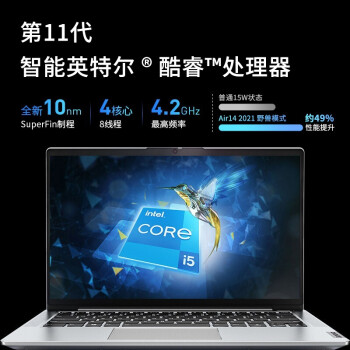 第11代
智能英特尔®酷睿™处理器
全新10nm
SuperFin制程
4核心
8线程
4.2GHz
最高频率
普通15W状态
Air14 2021 野兽模式
约49%
性能提升
intel
CORE
i5